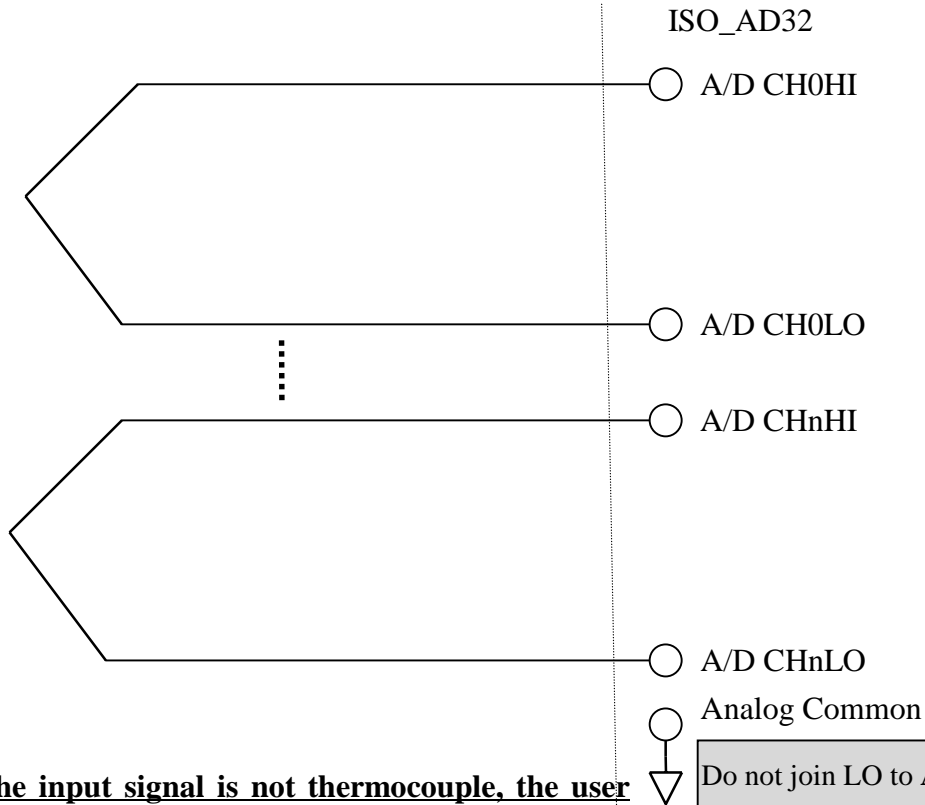 ISO_AD32
A/D CH0HI
A/D CH0LO
A/D CHnHI
A/D CHnLO
Analog Common
he input signal is not thermocouple, the user
Do not join LO to A